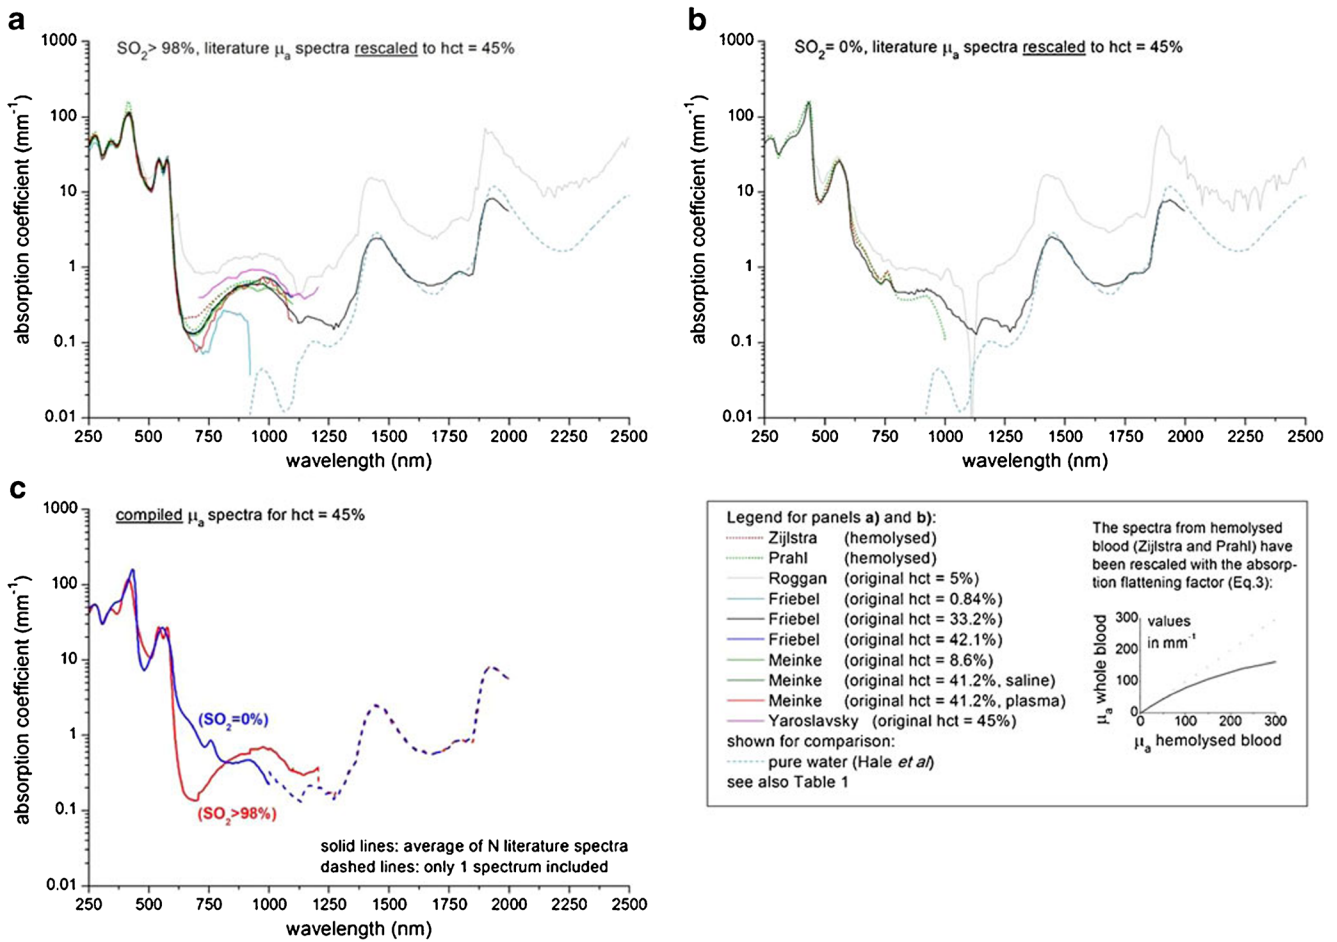 a
SO2> 98%, literature μa spectra rescaled to hct = 45%
absorption coefficient (mm-1)
1000
100
10
1
0.1
0.01
250 500 750 1000 1250 1500 1750 2000 2500
wavelength (nm)
b
SO2= 0%, literature μa spectra rescaled to hct = 45%
absorption coefficient (mm-1)
1000
100
10
1
0.1
0.01
250 500 750 1000 1250 1500 1750 2000 2500
wavelength (nm)
c
compiled μa spectra for hct = 45%
absorption coefficient (mm-1)
1000
100
10
1
0.1
0.01
(SO2=0%)
(SO2>98%)
solid lines: average of N literature spectra
dashed lines: only 1 spectrum included
250 500 750 1000 1250 1500 1750 2000 2500
wavelength (nm)
Legend for panels a) and b):
Zijlstra (hemolysed)
Prahl (hemolysed)
Roggan (original hct = 5%)
Friebel (original hct = 0.84%)
Friebel (original hct = 33.2%)
Friebel (original hct = 42.1%)
Meinke (original hct = 8.6%)
Meinke (original hct = 41.2%, saline)
Meinke (original hct = 41.2%, plasma)
Yaroslavsky (original hct = 45%)
shown for comparison:
pure water (Hale et al)
see also Table 1
The spectra from hemolysed
blood (Zijlstra and Prahl) have
been rescaled with the absorp-
tion flattening factor (Eq.3):
μa whole blood
300
200
100
0
values
in mm-1
0 100 200 300
μa hemolysed blood